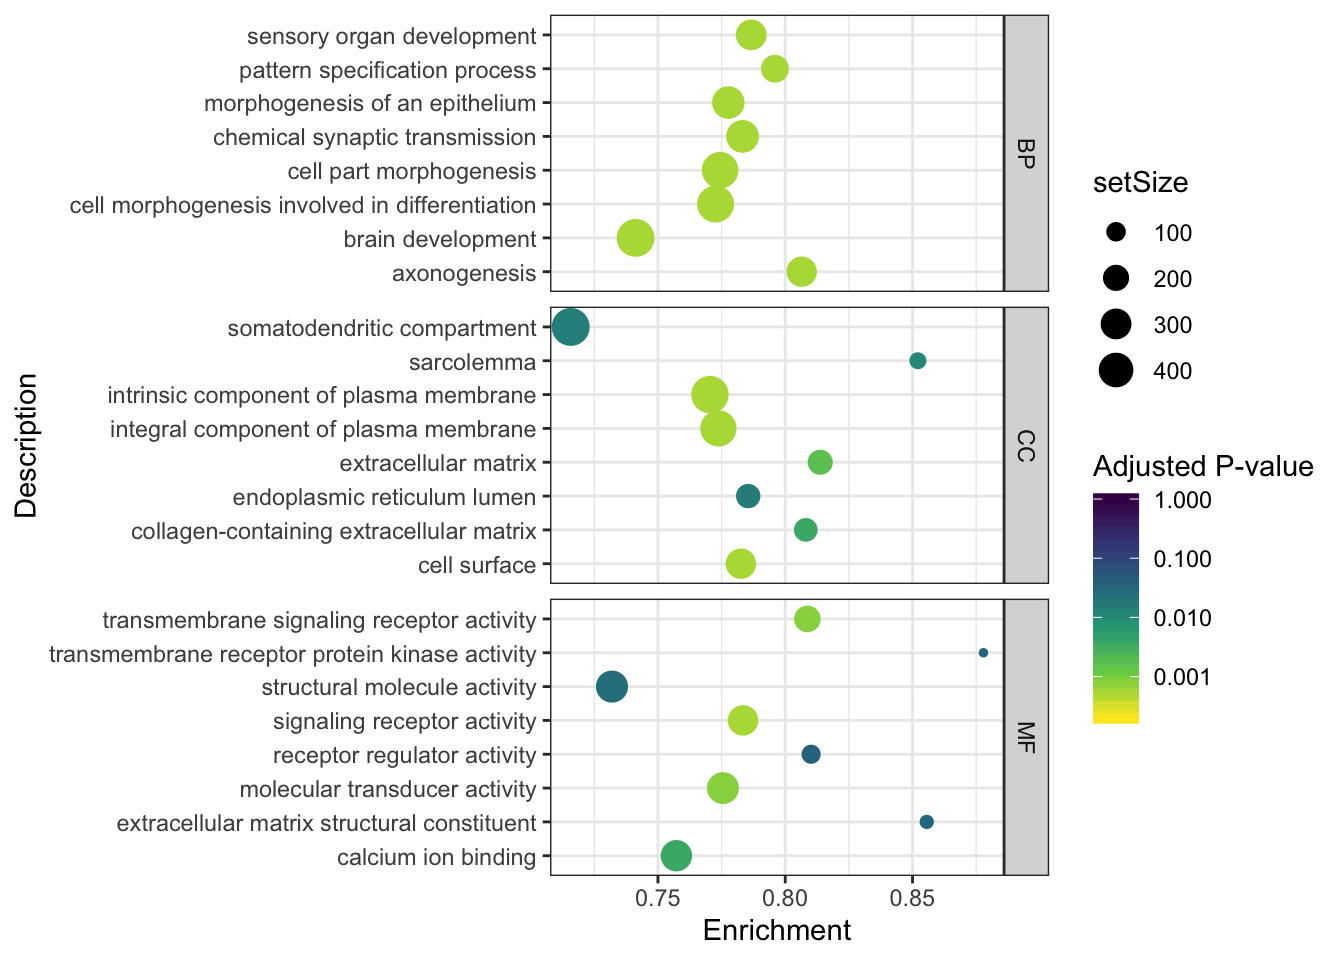 Description
sensory organ development
pattern specification process
morphogenesis of an epithelium
chemical synaptic transmission
cell part morphogenesis
cell morphogenesis involved in differentiation
brain development
axonogenesis
BP
somatodendritic compartment
sarcolemma
intrinsic component of plasma membrane
integral component of plasma membrane
extracellular matrix
endoplasmic reticulum lumen
collagen-containing extracellular matrix
cell surface
CC
transmembrane signaling receptor activity
transmembrane receptor protein kinase activity
structural molecule activity
signaling receptor activity
receptor regulator activity
molecular transducer activity
extracellular matrix structural constituent
calcium ion binding
MF
0.75 0.80 0.85
Enrichment
setSize
100
200
300
400
Adjusted P-value
1.000
0.100
0.010
0.001